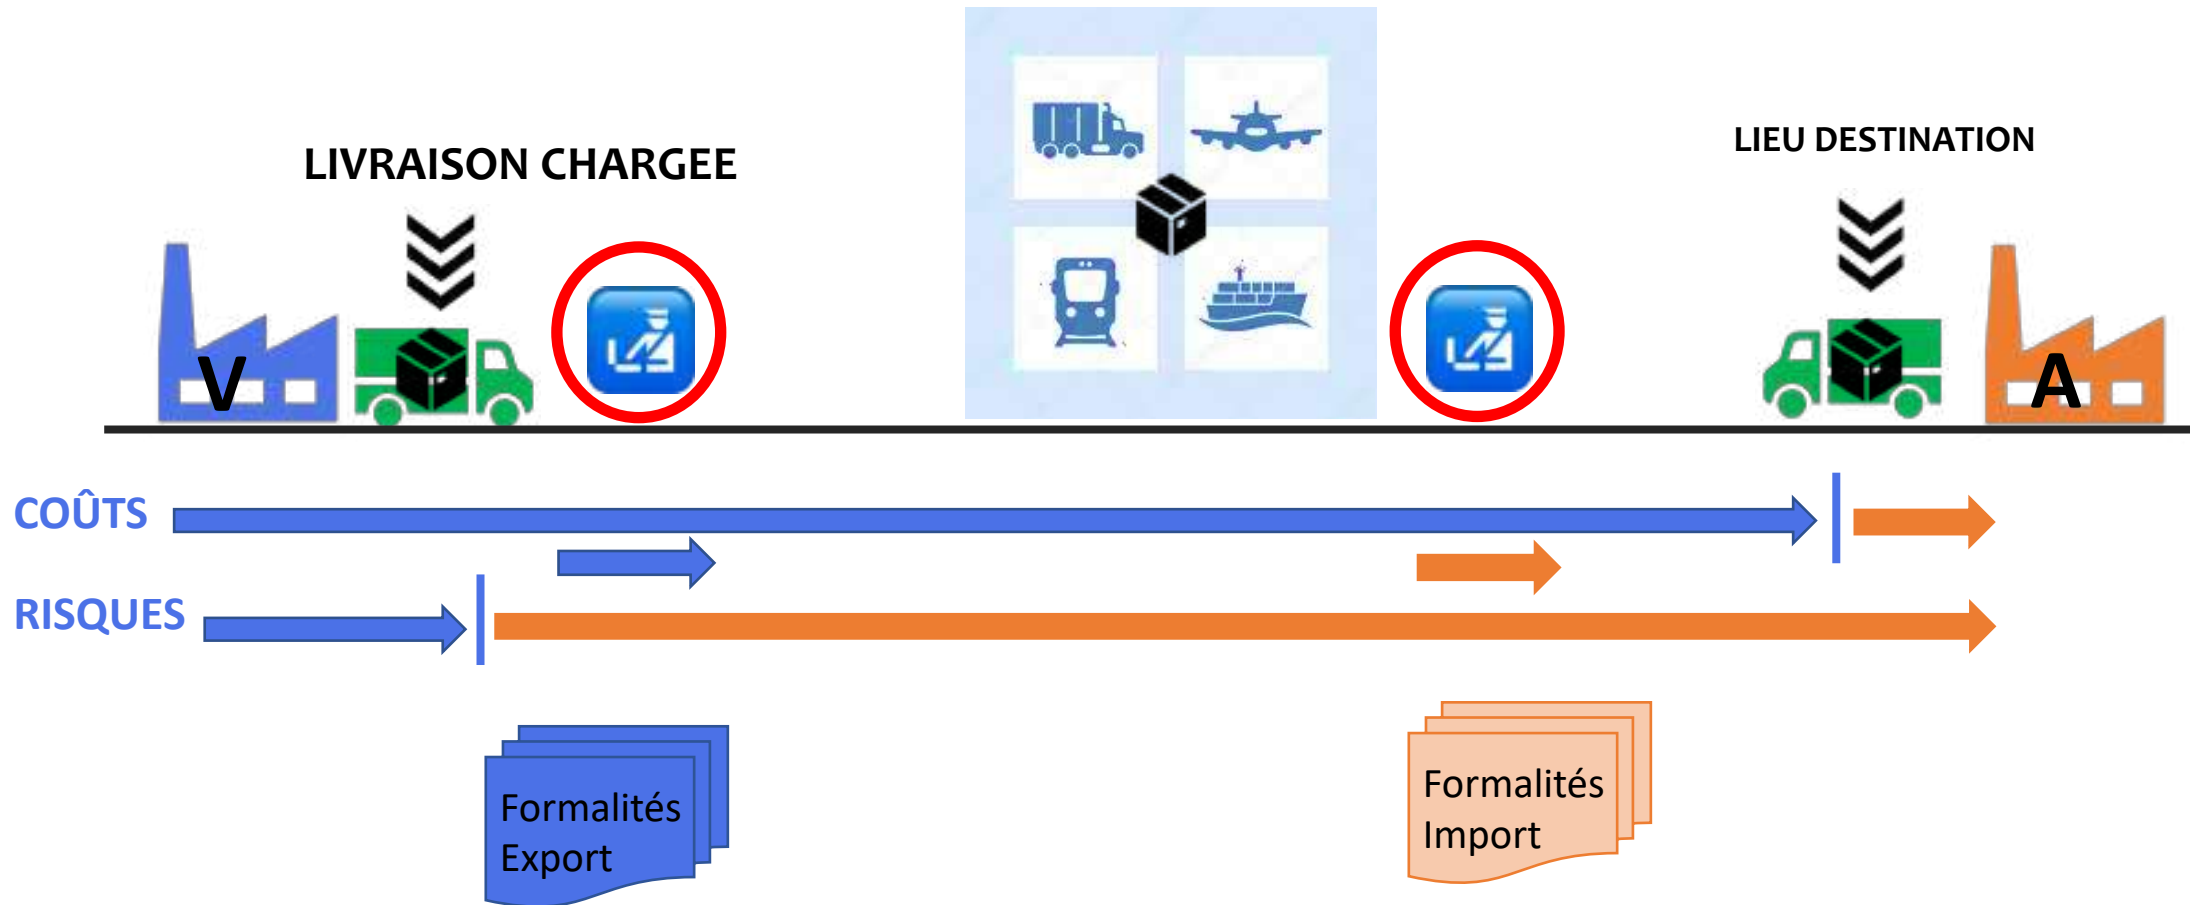 LIVRAISON CHARGEE
LIEU DESTINATION
V
A
COÛTS
RISQUES
Formalités
Export
Formalités
Import